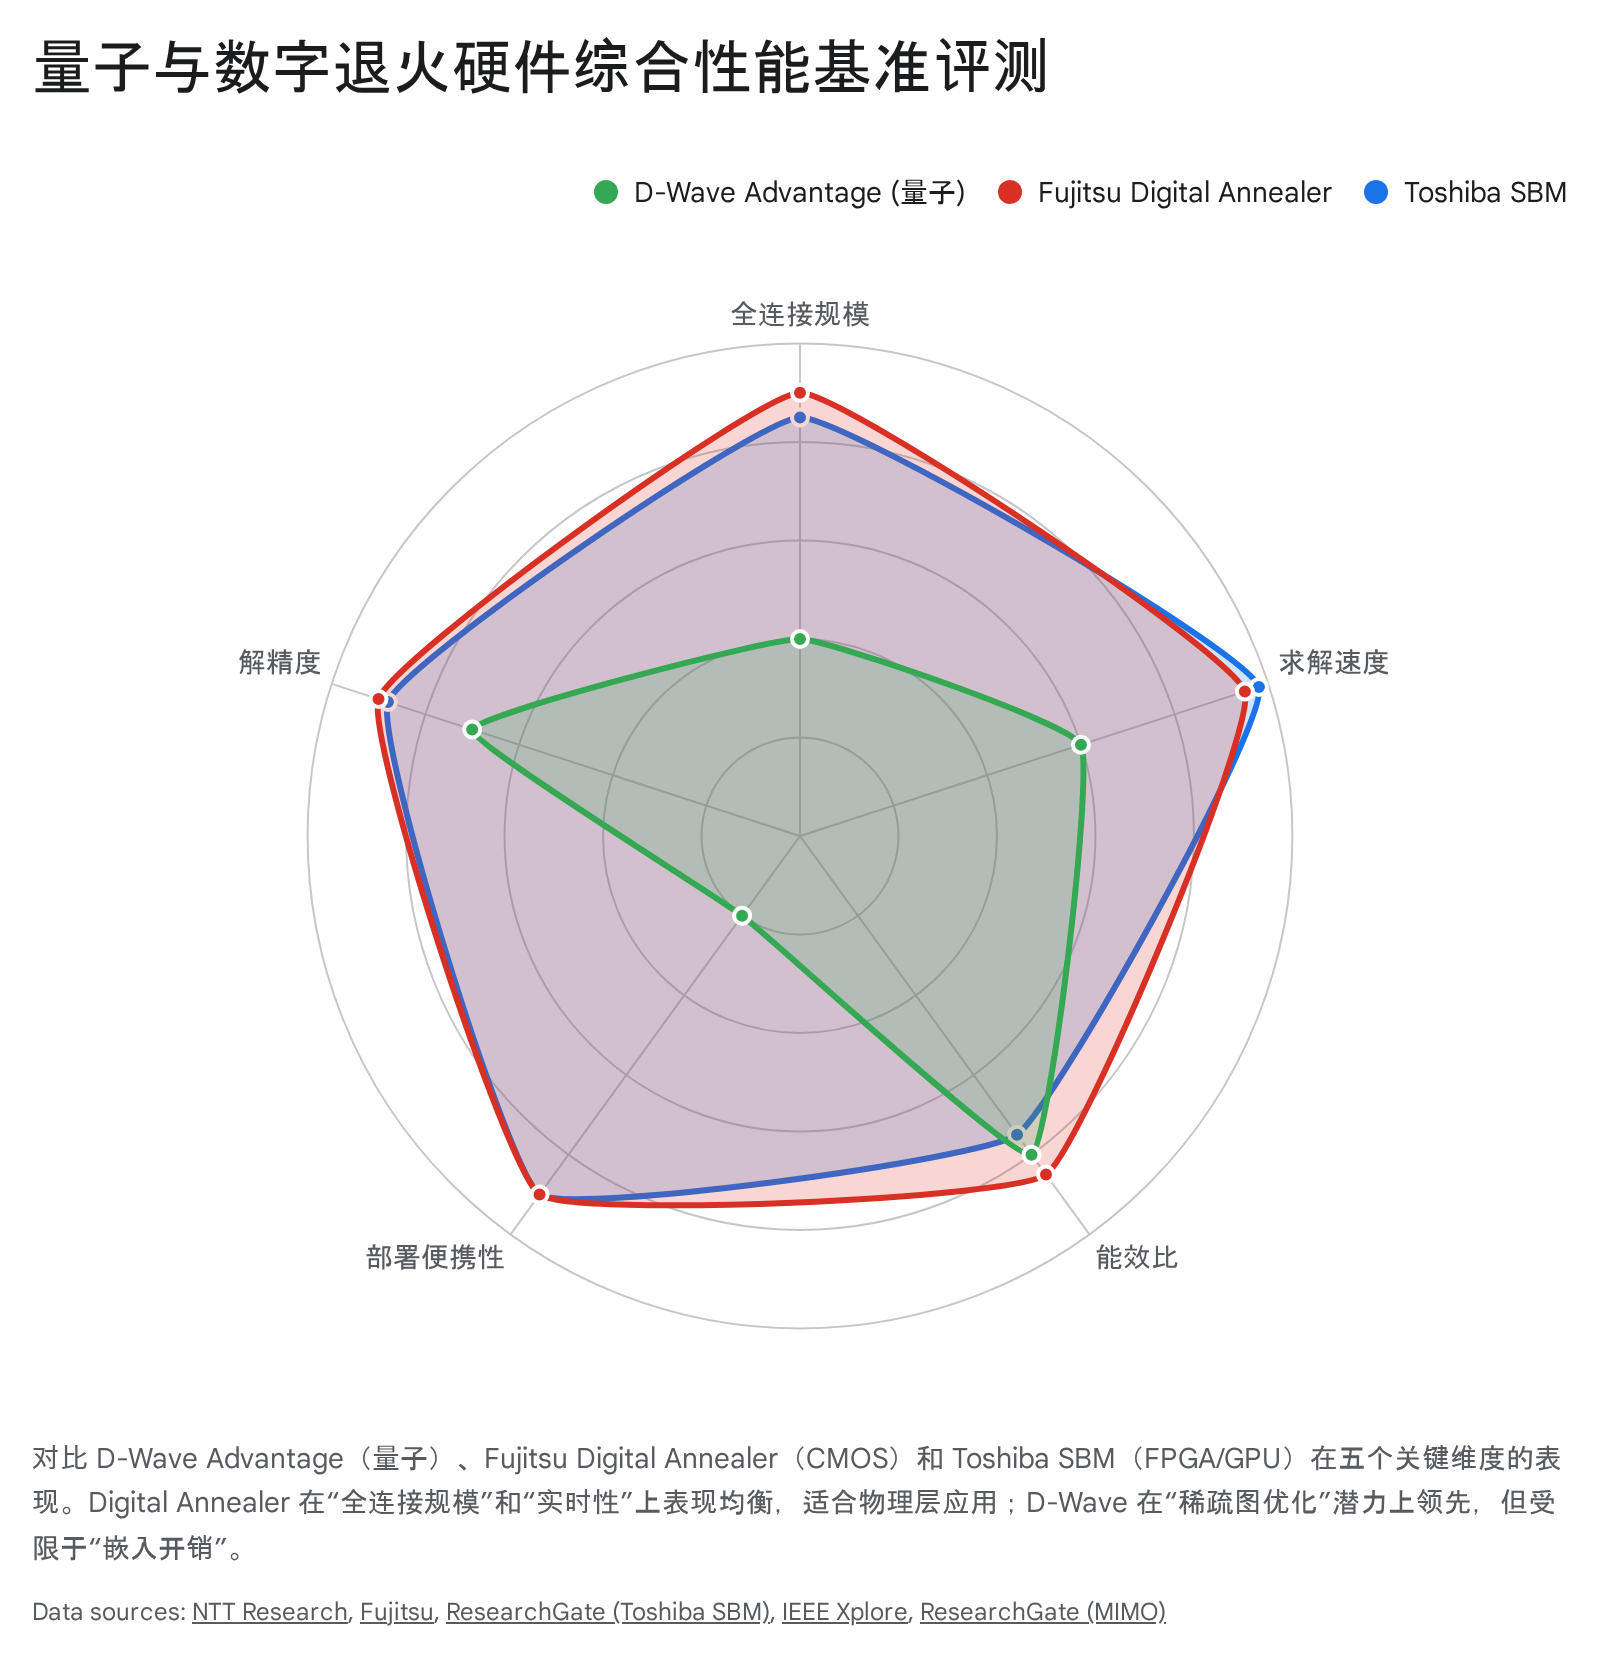 量子与数字退火硬件综合性能基准评测
D-Wave Advantage (量子)
Fujitsu Digital Annealer
Toshiba SBM
全连接规模
求解速度
解精度
部署便携性
能效比
对比 D-Wave Advantage（量子）、Fujitsu Digital Annealer（CMOS）和 Toshiba SBM（FPGA/GPU）在五个关键维度的表
现。Digital Annealer 在“全连接规模”和“实时性”上表现均衡，适合物理层应用；D-Wave 在“稀疏图优化”潜力上领先，但受
限于“嵌入开销”。
Data sources: NTT Research, Fujitsu, ResearchGate (Toshiba SBM), IEEE Xplore, ResearchGate (MIMO)